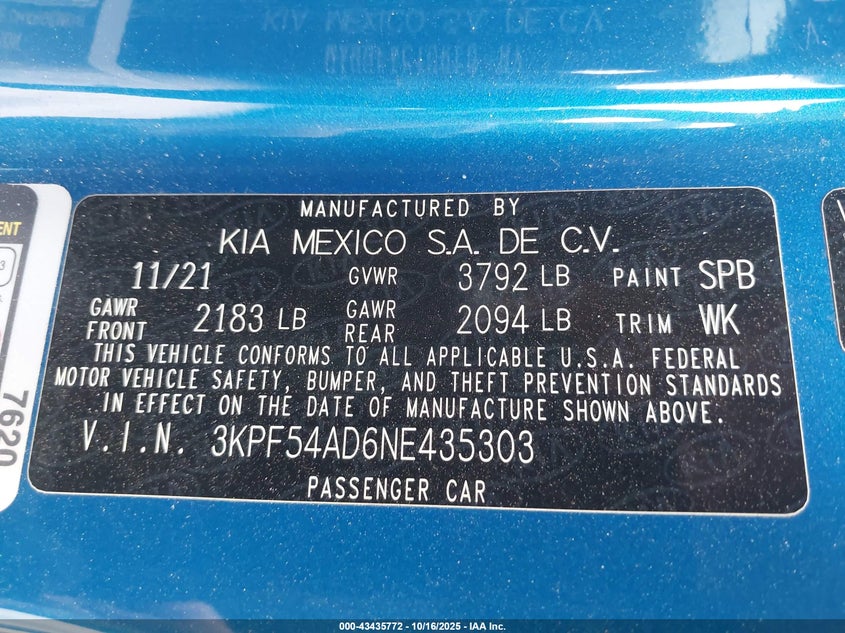 MANUFACTURED BY
KIA MEXICO S.A. DE C.V.
11/21 GVWR 3792 LB PAINT SPB
GAWR FRONT 2183 LB GAWR REAR 2094 LB TRIM WK
THIS VEHICLE CONFORMS TO ALL APPLICABLE U.S.A. FEDERAL
MOTOR VEHICLE SAFETY, BUMPER, AND THEFT PREVENTION STANDARDS
IN EFFECT ON THE DATE OF MANUFACTURE SHOWN ABOVE.
V.I.N. 3KPF54AD6NE435303
PASSENGER CAR
7620
000-43435772 - 10/16/2025 - IAA Inc.